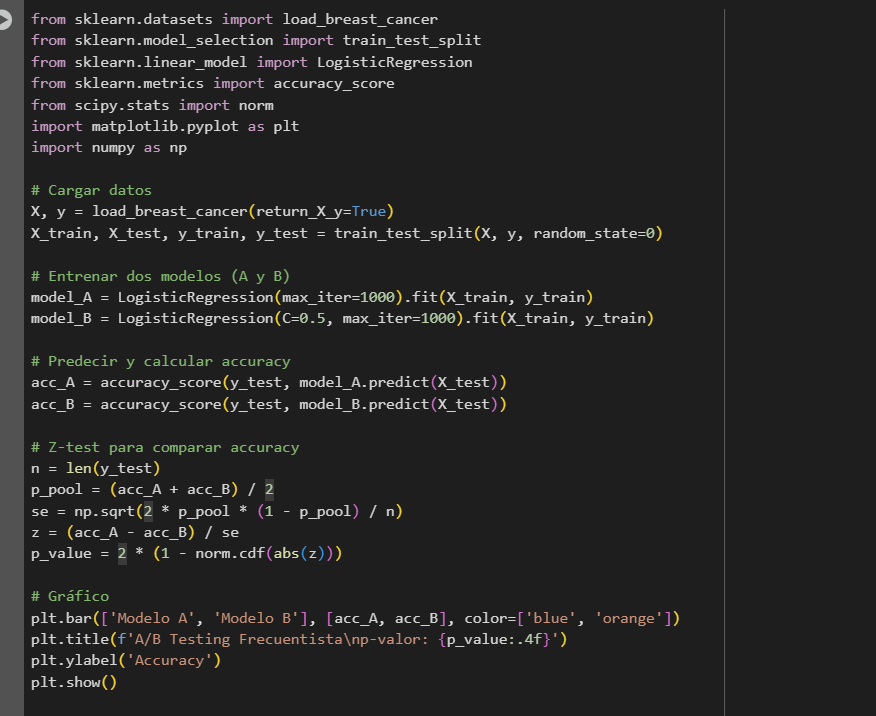 from sklearn.datasets import load_breast_cancer
from sklearn.model_selection import train_test_split
from sklearn.linear_model import LogisticRegression
from sklearn.metrics import accuracy_score
from scipy.stats import norm
import matplotlib.pyplot as plt
import numpy as np

# Cargar datos
X, y = load_breast_cancer(return_X_y=True)
X_train, X_test, y_train, y_test = train_test_split(X, y, random_state=0)

# Entrenar dos modelos (A y B)
model_A = LogisticRegression(max_iter=1000).fit(X_train, y_train)
model_B = LogisticRegression(C=0.5, max_iter=1000).fit(X_train, y_train)

# Predecir y calcular accuracy
acc_A = accuracy_score(y_test, model_A.predict(X_test))
acc_B = accuracy_score(y_test, model_B.predict(X_test))

# Z-test para comparar accuracy
n = len(y_test)
p_pool = (acc_A + acc_B) / 2
se = np.sqrt(2 * p_pool * (1 - p_pool) / n)
z = (acc_A - acc_B) / se
p_value = 2 * (1 - norm.cdf(abs(z)))

# Gráfico
plt.bar(['Modelo A', 'Modelo B'], [acc_A, acc_B], color=['blue', 'orange'])
plt.title(f'A/B Testing Frecuentista\np-valor: {p_value:.4f}')
plt.ylabel('Accuracy')
plt.show()